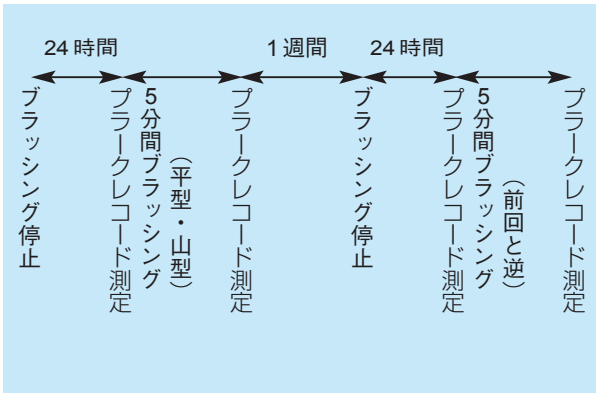 24時間
1週間
24時間
ブラッシング停止
プラークレコード測定
5分間ブラッシング
（平型・山型）
プラークレコード測定
ブラッシング停止
プラークレコード測定
5分間ブラッシング
（前回と逆）
プラークレコード測定